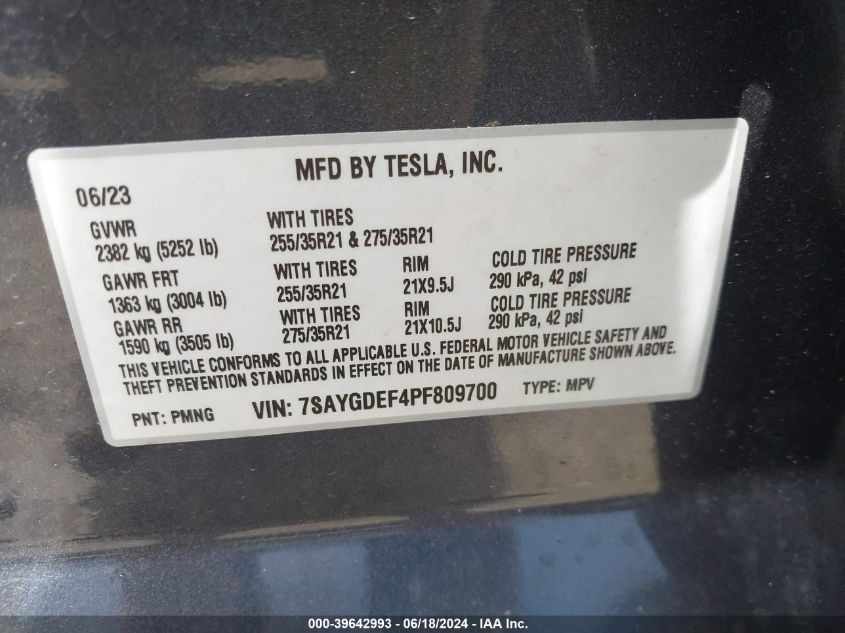 MFD BY TESLA, INC.
06/23
GVWR
2382 kg (5252 lb)
WITH TIRES
255/35R21 & 275/35R21
GAWR FRT
1363 kg (3004 lb)
WITH TIRES
255/35R21
RIM
21X9.5J
COLD TIRE PRESSURE
290 kPa, 42 psi
GAWR RR
1590 kg (3505 lb)
WITH TIRES
275/35R21
RIM
21X10.5J
COLD TIRE PRESSURE
290 kPa, 42 psi
THIS VEHICLE CONFORMS TO ALL APPLICABLE U.S. FEDERAL MOTOR VEHICLE SAFETY AND
THEFT PREVENTION STANDARDS IN EFFECT ON THE DATE OF MANUFACTURE SHOWN ABOVE.
PNT: PMNG VIN: 7SAYGDEF4PF809700 TYPE: MPV
000-39642993 - 06/18/2024 - IAA Inc.